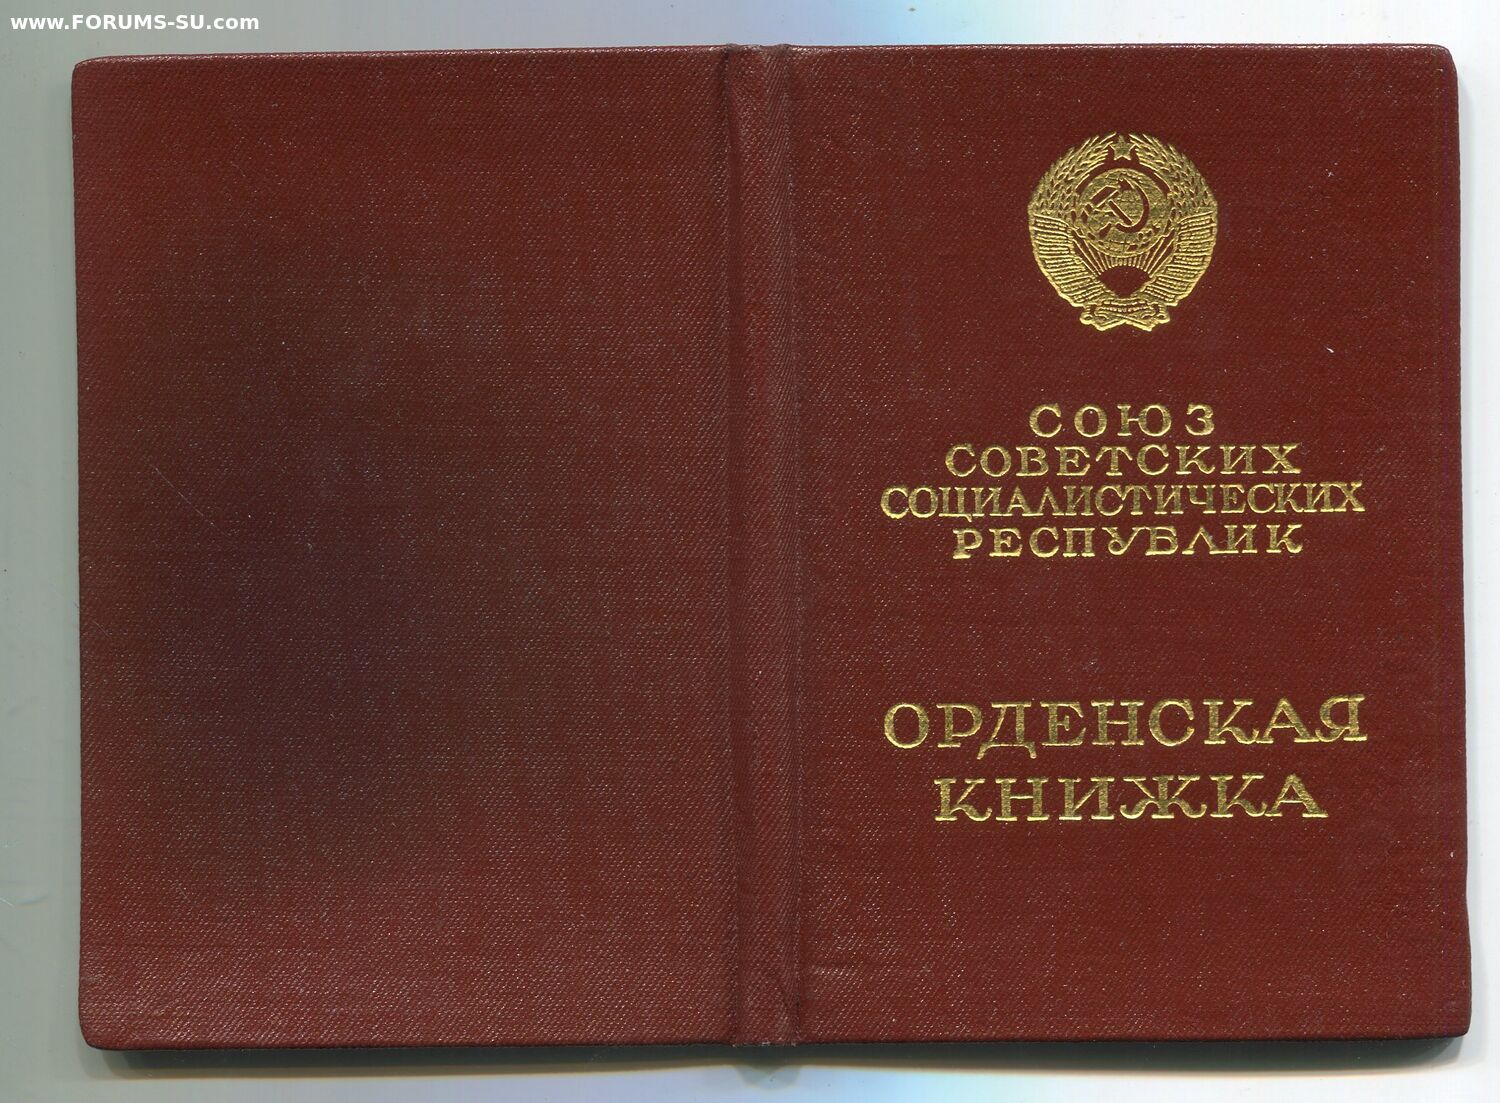 www.FORUMS-SU.com
СОЮЗ
СОВЕТСКИХ
СОЦИАЛИСТИЧЕСКИХ
РЕСПУБЛИК
ОРДЕНСКАЯ
КНИЖКА